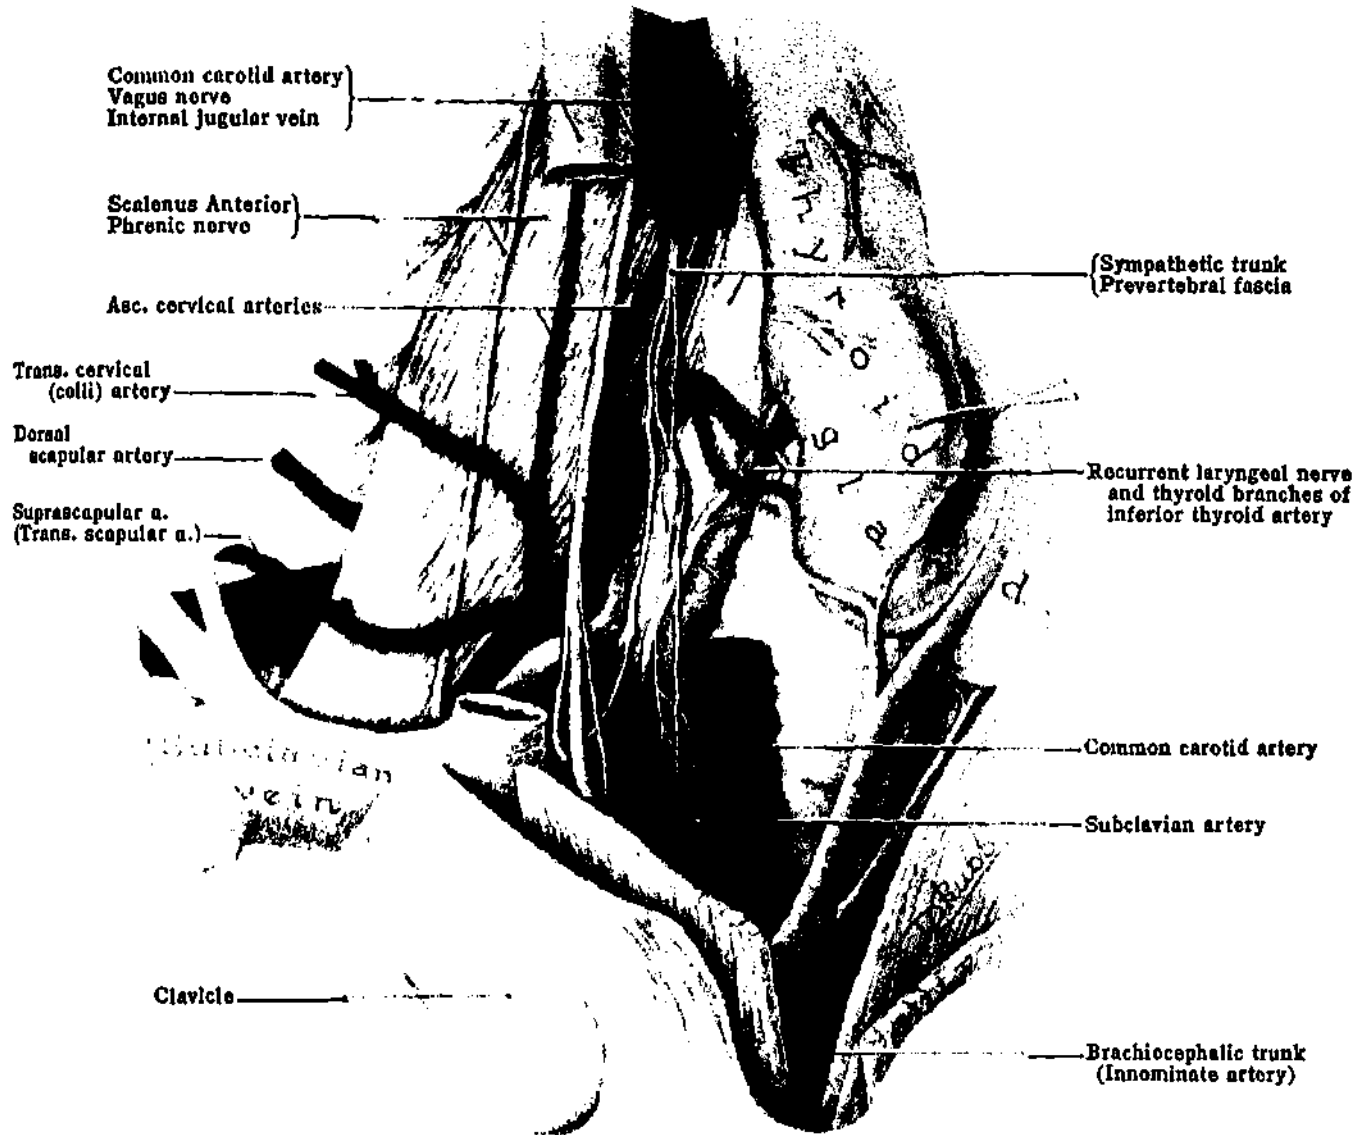 Common carotid artery
Vagus nerve
Internal jugular vein
Scalenus Anterior
Phrenic nerve
Asc. cervical arteries
Trans. cervical
(colli) artery
Dorsal
scapular artery
Suprascapular a.
(Trans. scapular a.)
Subclavian
vein
Clavicle
Thyroid
gland
Sympathetic trunk
Prevertebral fascia
Recurrent laryngeal nerve
and thyroid branches of
inferior thyroid artery
Common carotid artery
Subclavian artery
Brachiocephalic trunk
(Innominate artery)